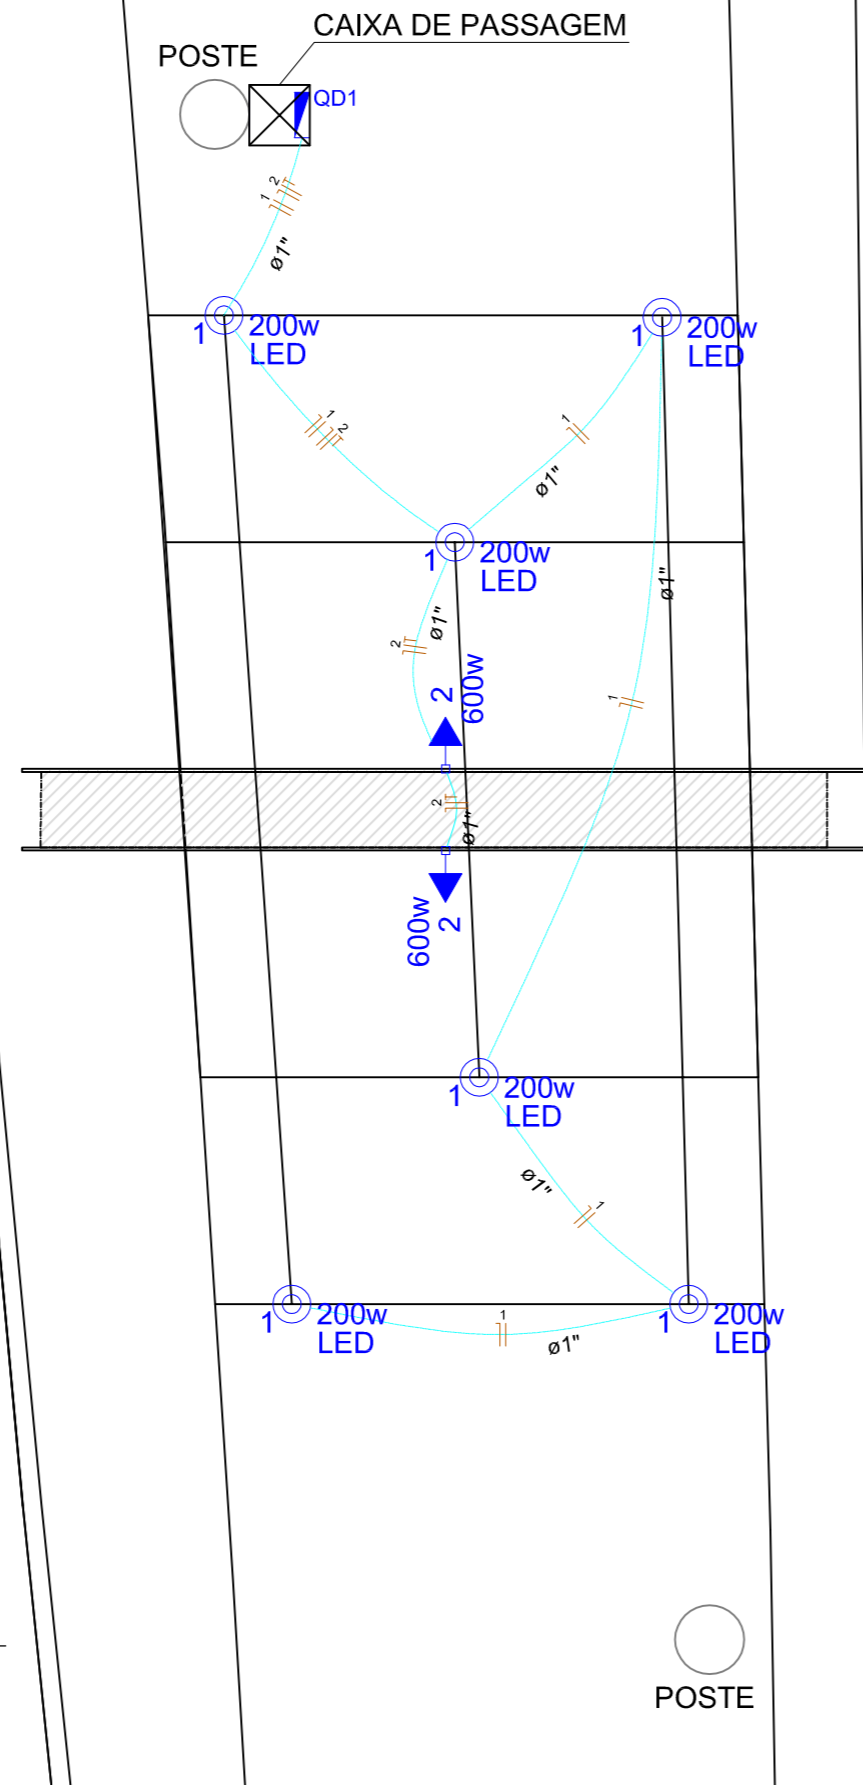 CAIXA DE PASSAGEM
POSTE
QD1
2
1
ø1"
1
200w
LED
1
200w
LED
1
2
1
ø1"
1
200w
LED
ø1"
2
ø1"
2
600w
1
2
ø1"
600w
2
1
200w
LED
ø1"
1
1
200w
LED
1
ø1"
1
200w
LED
POSTE